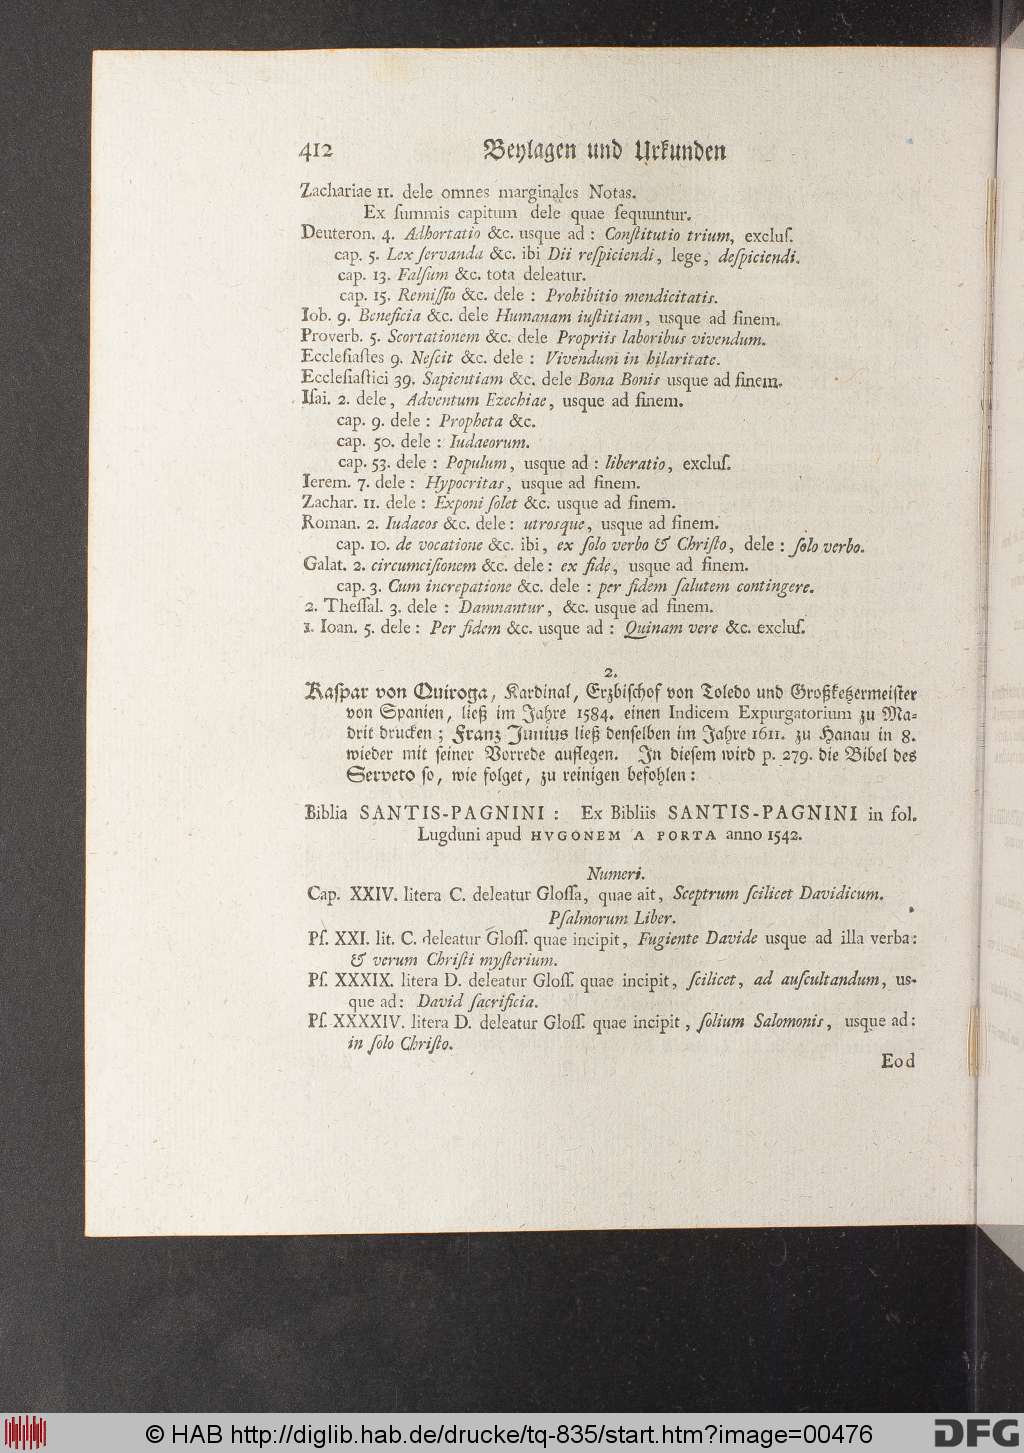 412 Beylagen und Urkunden
Zachariae 11. dele omnes marginales Notas.
Ex ſummis capitum dele quae ſequuntur.
Deuteron. 4. Adhortatio &c. usque ad : Conſtitutio trium, excluſ.
cap. 5. Lex ſervanda &c. ibi Dii reſpiciendi, lege, deſpiciendi.
cap. 13. Falſum &c. tota deleatur.
cap. 15. Remiſſio &c. dele : Prohibitio mendicitatis.
Iob. 9. Beneficia &c. dele Humanam iuſtitiam, usque ad finem.
Proverb. 5. Scortationem &c. dele Propriis laboribus vivendum.
Eccleſiaſtes 9. Neſcit &c. dele : Vivendum in hilaritate.
Eccleſiaſtici 39. Sapientiam &c. dele Bona Bonis usque ad finem.
Iſai. 2. dele, Adventum Ezechiae, usque ad finem.
cap. 9. dele : Propheta &c.
cap. 50. dele : Iudaeorum.
cap. 53. dele : Populum, usque ad : liberatio, excluſ.
Ierem. 7. dele : Hypocritas, usque ad finem.
Zachar. 11. dele : Exponi ſolet &c. usque ad finem.
Roman. 2. Iudaeos &c. dele : utrosque, usque ad finem.
cap. 10. de vocatione &c. ibi, ex ſolo verbo & Chriſto, dele : ſolo verbo.
Galat. 2. circumciſionem &c. dele : ex fide, usque ad finem.
cap. 3. Cum increpatione &c. dele : per fidem ſalutem contingere.
2. Theſſal. 3. dele : Damnantur, &c. usque ad finem.
1. Ioan. 5. dele : Per fidem &c. usque ad : Quinam vere &c. excluſ.
2.
Kaſpar von Quiroga, Kardinal, Erzbiſchof von Toledo und Großketzermeiſter
von Spanien, ließ im Jahre 1584. einen Indicem Expurgatorium zu Ma-
drit drucken ; Franz Junius ließ denſelben im Jahre 1611. zu Hanau in 8.
wieder mit ſeiner Vorrede auflegen. In dieſem wird p. 279. die Bibel des
Serveto ſo, wie folget, zu reinigen befohlen :
Biblia SANTIS-PAGNINI : Ex Bibliis SANTIS-PAGNINI in fol.
Lugduni apud HVGONEM A PORTA anno 1542.
Numeri.
Cap. XXIV. litera C. deleatur Gloſſa, quae ait, Sceptrum ſcilicet Davidicum.
Pſalmorum Liber.
Pſ. XXI. lit. C. deleatur Gloſſ. quae incipit, Fugiente Davide usque ad illa verba:
& verum Chriſti myſterium.
Pſ. XXXIX. litera D. deleatur Gloſſ. quae incipit, ſcilicet, ad auſcultandum, us-
que ad : David ſacrificia.
Pſ. XXXXIV. litera D. deleatur Gloſſ. quae incipit, ſolium Salomonis, usque ad:
in ſolo Chriſto.
Eod
© HAB http://diglib.hab.de/drucke/tq-835/start.htm?image=00476
DFG